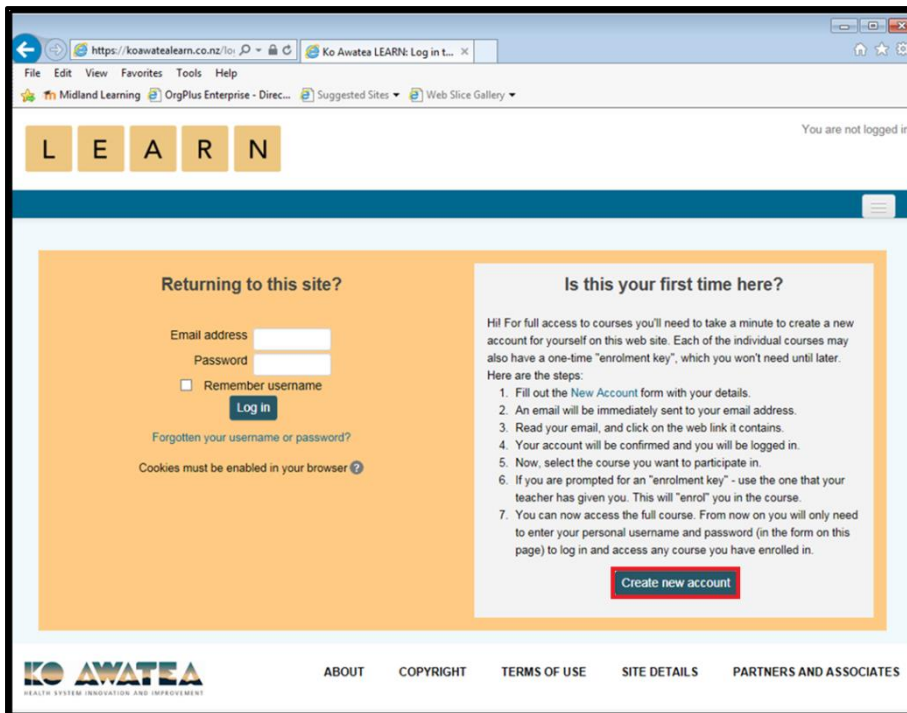 https://koawatealearn.co.nz/lo
Ko Awatea LEARN: Log in t...
File Edit View Favorites Tools Help
Midland Learning OrgPlus Enterprise - Direc... Suggested Sites Web Slice Gallery
You are not logged in
L E A R N
Returning to this site?
Email address
Password
Remember username
Log in
Forgotten your username or password?
Cookies must be enabled in your browser
Is this your first time here?
Hi! For full access to courses you'll need to take a minute to create a new
account for yourself on this web site. Each of the individual courses may
also have a one-time "enrolment key", which you won't need until later.
Here are the steps:
1. Fill out the New Account form with your details.
2. An email will be immediately sent to your email address.
3. Read your email, and click on the web link it contains.
4. Your account will be confirmed and you will be logged in.
5. Now, select the course you want to participate in.
6. If you are prompted for an "enrolment key" - use the one that your
teacher has given you. This will "enrol" you in the course.
7. You can now access the full course. From now on you will only need
to enter your personal username and password (in the form on this
page) to log in and access any course you have enrolled in.
Create new account
KO AWATEA
HEALTH SYSTEM INNOVATION AND IMPROVEMENT
ABOUT COPYRIGHT TERMS OF USE SITE DETAILS PARTNERS AND ASSOCIATES